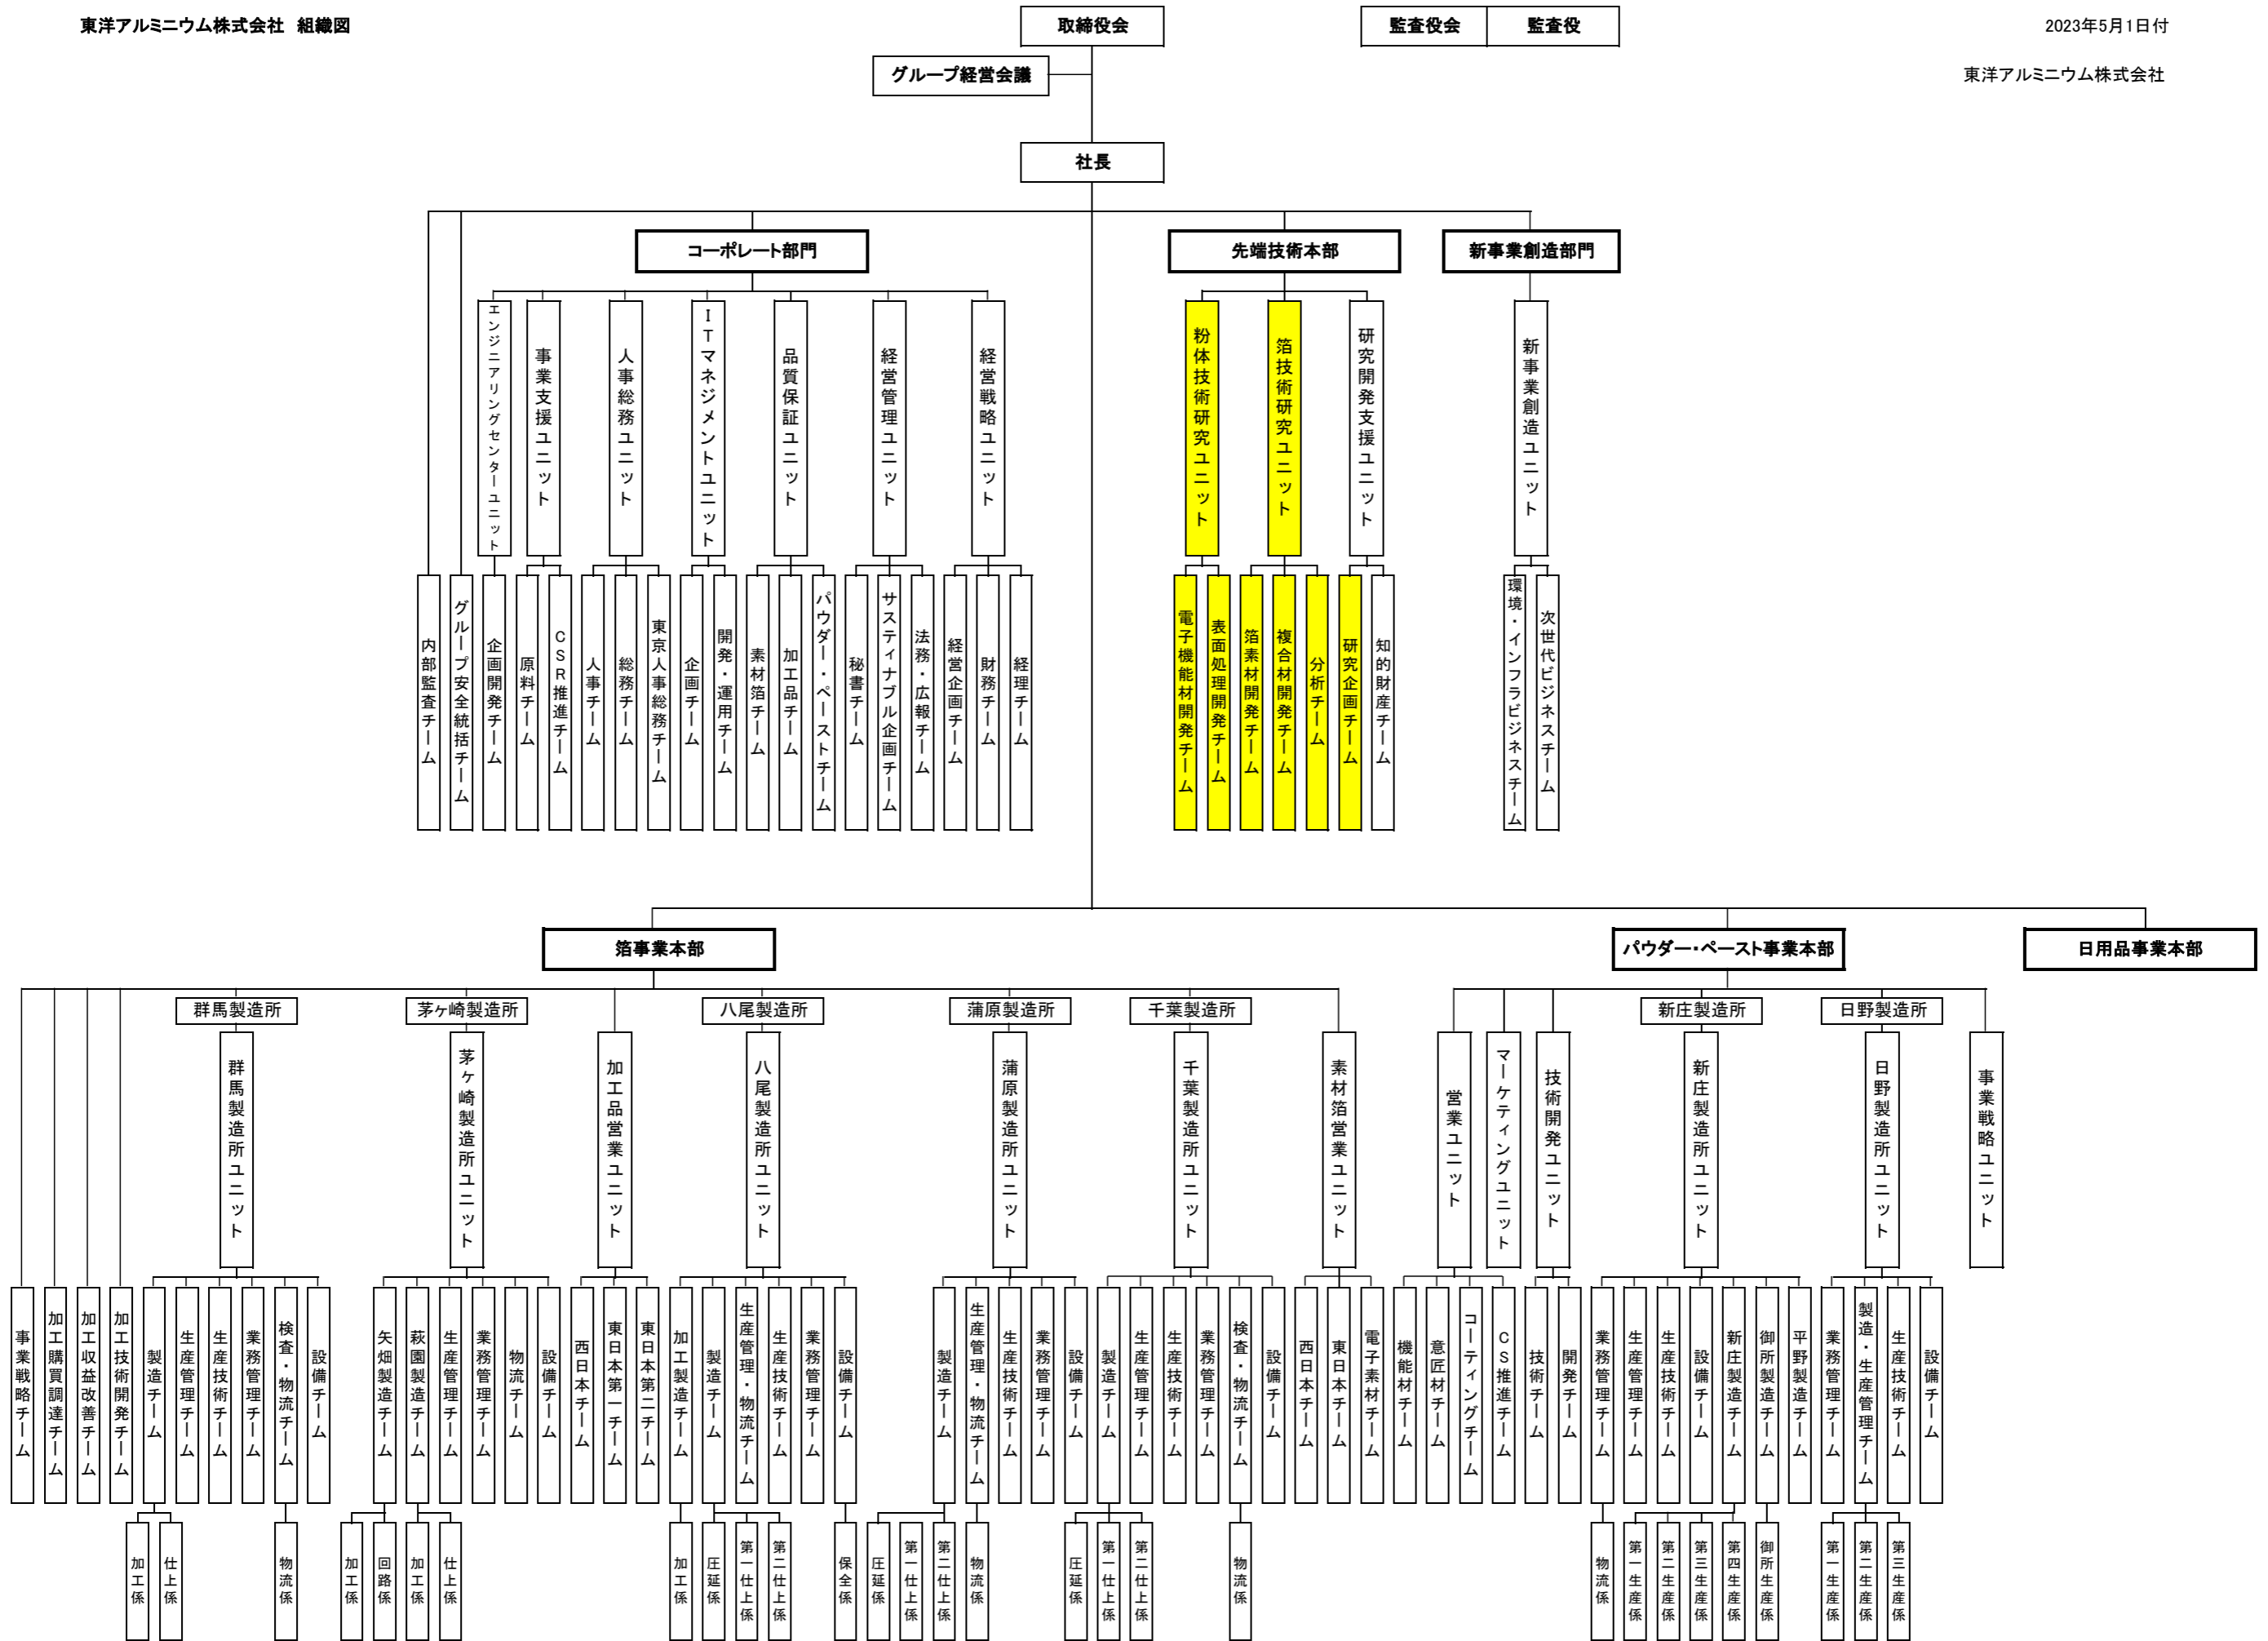 東洋アルミニウム株式会社 組織図
取締役会
監査役会
監査役
2023年5月1日付
グループ経営会議
東洋アルミニウム株式会社
社長
コーポレート部門
先端技術本部
新事業創造部門
エンジニアリングセンターユニット
事業支援ユニット
人事総務ユニット
ITマネジメントユニット
品質保証ユニット
経営管理ユニット
経営戦略ユニット
粉体技術研究ユニット
箔技術研究ユニット
研究開発支援ユニット
新事業創造ユニット
内部監査チーム
グループ安全統括チーム
企画開発チーム
原料チーム
CSR推進チーム
人事チーム
総務チーム
東京人事総務チーム
企画チーム
開発・運用チーム
素材箔チーム
加工品チーム
パウダー・ペーストチーム
秘書チーム
サスティナブル企画チーム
法務・広報チーム
経営企画チーム
財務チーム
経理チーム
電子機能材開発チーム
表面処理開発チーム
箔素材開発チーム
複合材開発チーム
分析チーム
研究企画チーム
知的財産チーム
環境・インフラビジネスチーム
次世代ビジネスチーム
箔事業本部
パウダー・ペースト事業本部
日用品事業本部
群馬製造所
茅ヶ崎製造所
八尾製造所
蒲原製造所
千葉製造所
新庄製造所
日野製造所
群馬製造所ユニット
茅ヶ崎製造所ユニット
加工品営業ユニット
八尾製造所ユニット
蒲原製造所ユニット
千葉製造所ユニット
素材箔営業ユニット
営業ユニット
マーケティングユニット
技術開発ユニット
新庄製造所ユニット
日野製造所ユニット
事業戦略ユニット
事業戦略チーム
加工購買調達チーム
加工収益改善チーム
加工技術開発チーム
製造チーム
生産管理チーム
生産技術チーム
業務管理チーム
検査・物流チーム
設備チーム
矢畑製造チーム
萩園製造チーム
生産管理チーム
業務管理チーム
物流チーム
設備チーム
西日本チーム
東日本第一チーム
東日本第二チーム
加工製造チーム
製造チーム
生産管理・物流チーム
生産技術チーム
業務管理チーム
設備チーム
製造チーム
生産管理・物流チーム
生産技術チーム
業務管理チーム
設備チーム
製造チーム
生産管理チーム
生産技術チーム
業務管理チーム
検査・物流チーム
設備チーム
西日本チーム
東日本チーム
電子素材チーム
機能材チーム
意匠材チーム
コーティングチーム
CS推進チーム
技術チーム
開発チーム
業務管理チーム
生産管理チーム
生産技術チーム
設備チーム
新庄製造チーム
御所製造チーム
平野製造チーム
業務管理チーム
製造・生産管理チーム
生産技術チーム
設備チーム
加工係
仕上係
物流係
加工係
回路係
加工係
仕上係
加工係
圧延係
第一仕上係
第二仕上係
保全係
圧延係
第一仕上係
第二仕上係
物流係
圧延係
第一仕上係
第二仕上係
物流係
物流係
第一生産係
第二生産係
第三生産係
第四生産係
御所生産係
第一生産係
第二生産係
第三生産係